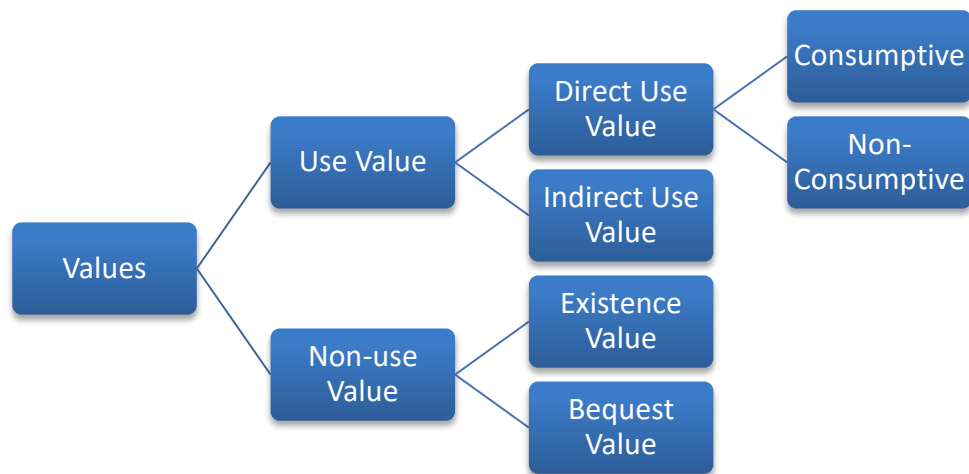 Values
Use Value
Non-use
Value
Direct Use
Value
Indirect Use
Value
Existence
Value
Bequest
Value
Consumptive
Non-
Consumptive